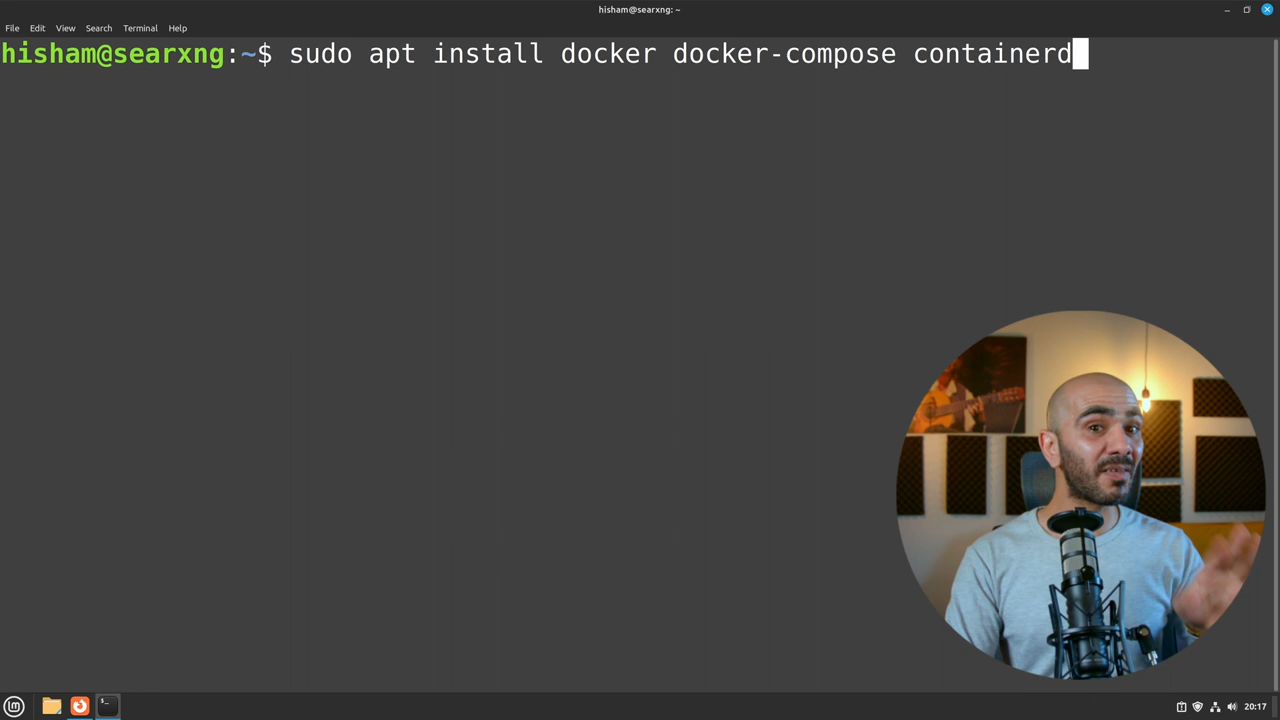 hisham@searxng: ~
File Edit View Search Terminal Help
hisham@searxng:~$ sudo apt install docker docker-compose containerd
20:17